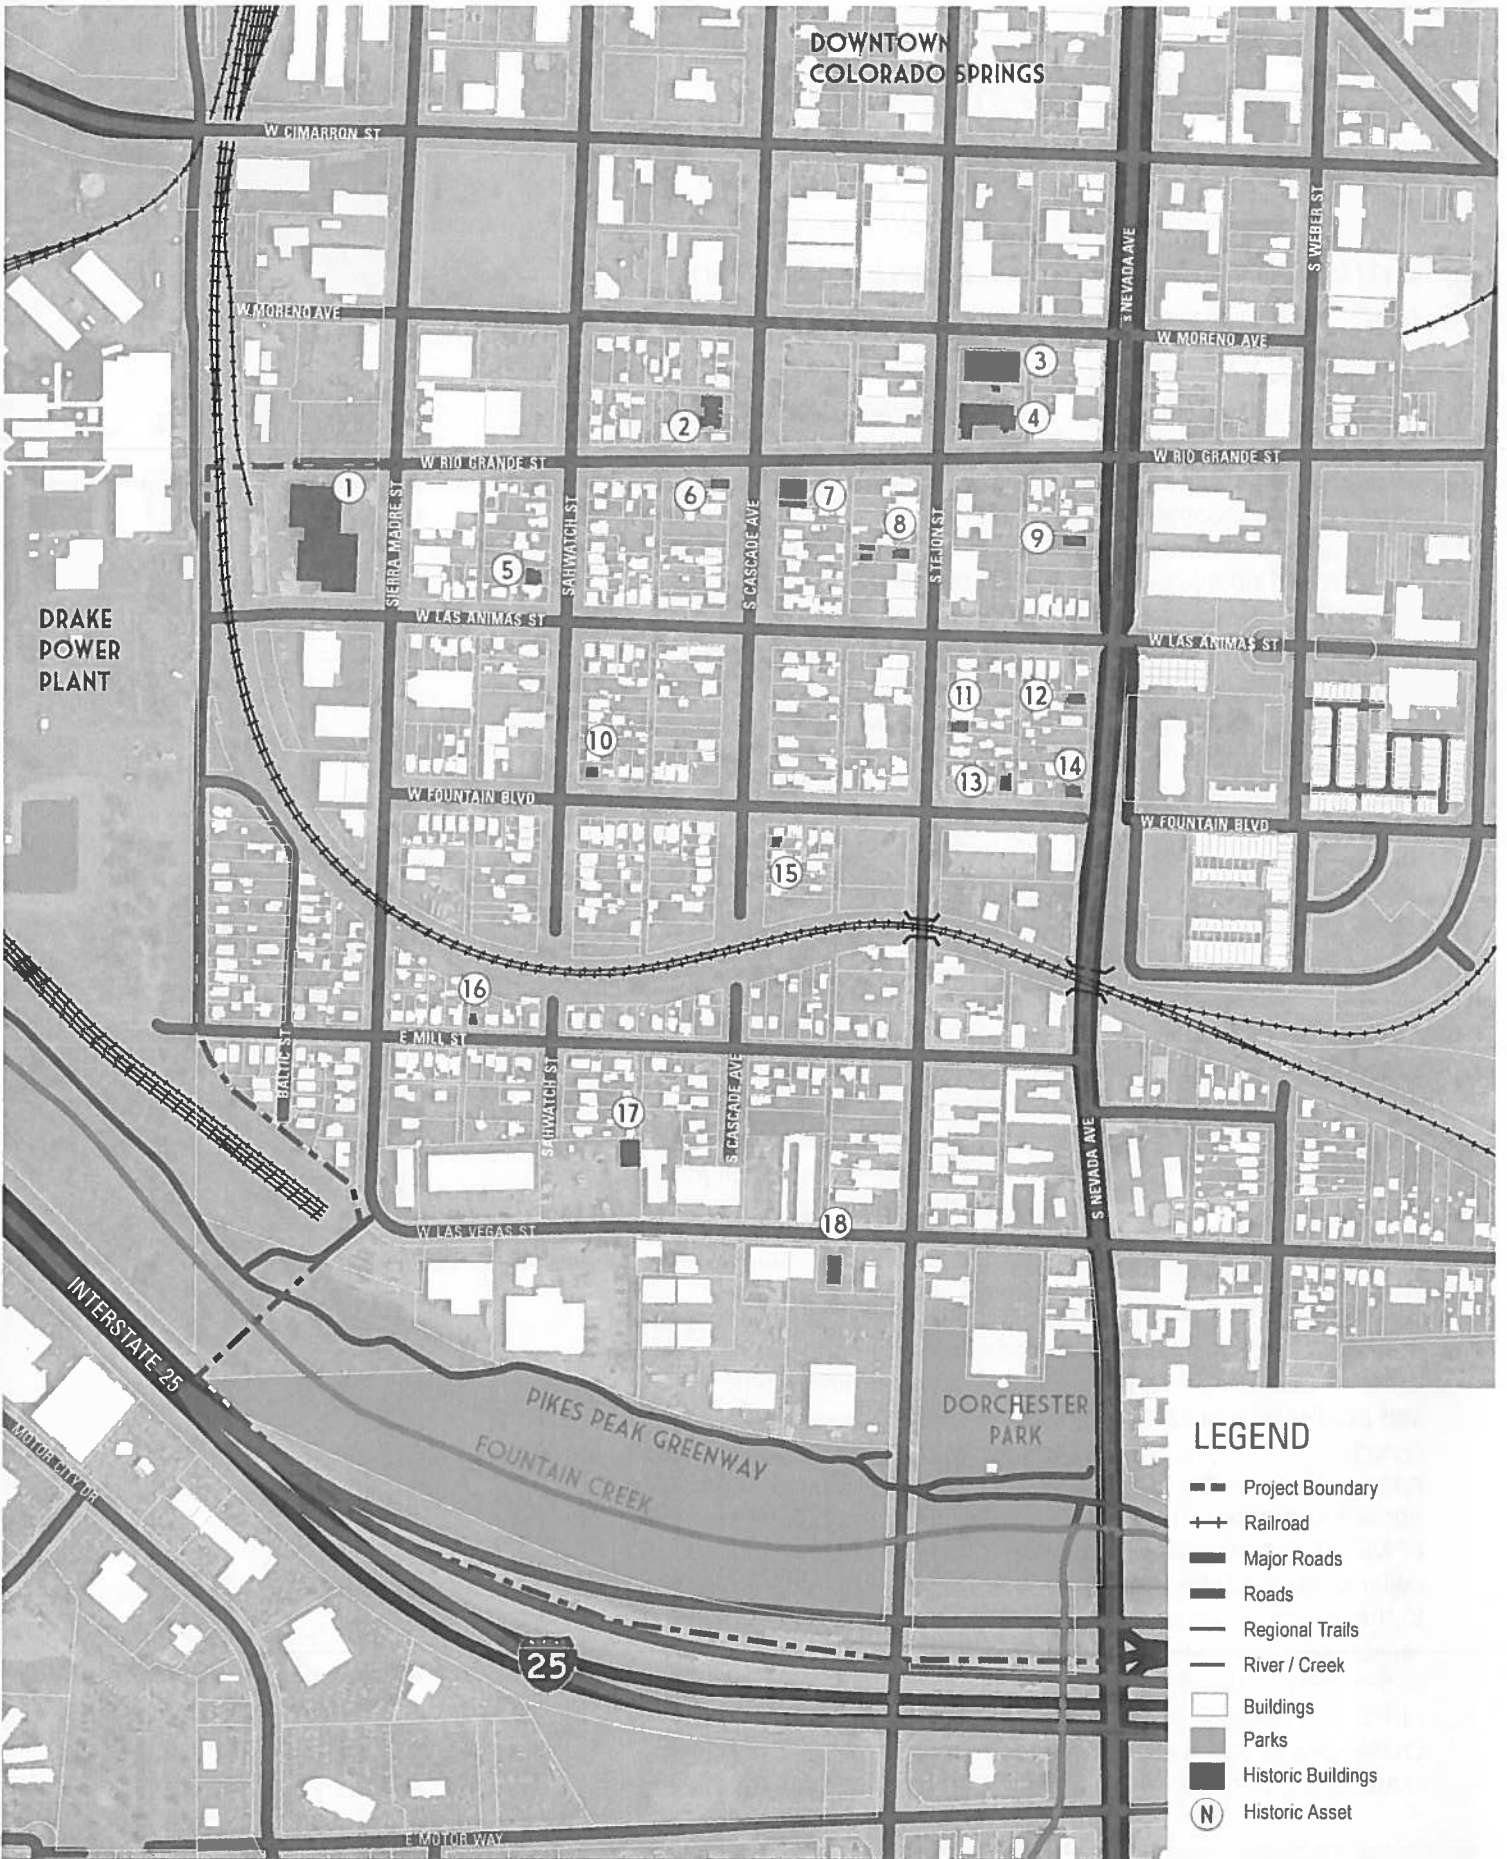 DOWNTOWN
COLORADO SPRINGS
W CIMARRON ST
S WEBER ST
S NEVADA AVE
W MORENO AVE
W MORENO AVE
3
2
4
W RIO GRANDE ST
W RIO GRANDE ST
1
6
7
8
9
5
SIERRA MADRE ST
SAHWATCH ST
S CASCADE AVE
S TEJON ST
DRAKE
POWER
PLANT
W LAS ANIMAS ST
W LAS ANIMAS ST
11
12
10
13
14
W FOUNTAIN BLVD
W FOUNTAIN BLVD
15
16
E MILL ST
BALTIC ST
SAHWATCH ST
S CASCADE AVE
17
S NEVADA AVE
18
W LAS VEGAS ST
INTERSTATE 25
PIKES PEAK GREENWAY
DORCHESTER
PARK
FOUNTAIN CREEK
MOTOR CITY DR
25
E MOTOR WAY
LEGEND
Project Boundary
Railroad
Major Roads
Roads
Regional Trails
River / Creek
Buildings
Parks
Historic Buildings
N Historic Asset